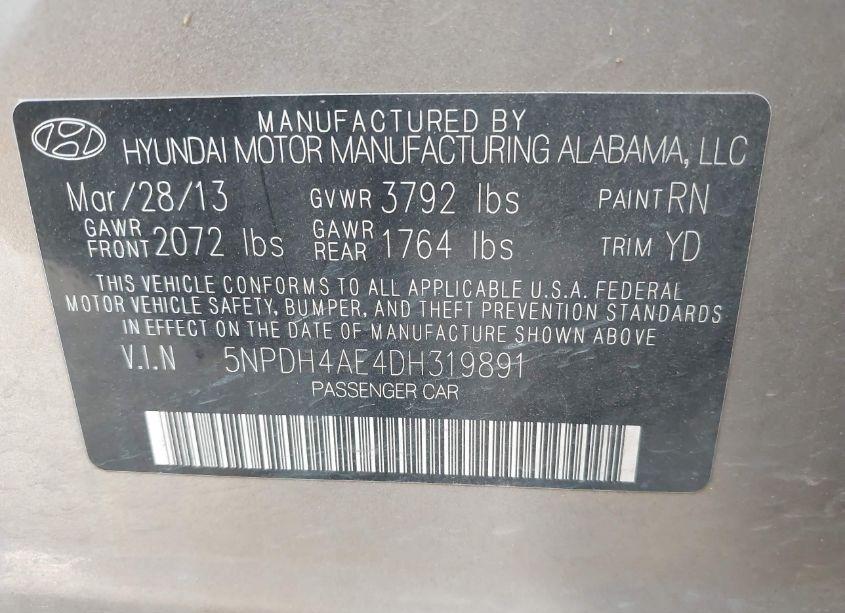 MANUFACTURED BY
HYUNDAI MOTOR MANUFACTURING ALABAMA, LLC
Mar/28/13 GVWR 3792 lbs PAINT RN
GAWR FRONT 2072 lbs GAWR REAR 1764 lbs TRIM YD
THIS VEHICLE CONFORMS TO ALL APPLICABLE U.S.A. FEDERAL
MOTOR VEHICLE SAFETY, BUMPER, AND THEFT PREVENTION STANDARDS
IN EFFECT ON THE DATE OF MANUFACTURE SHOWN ABOVE
V.I.N 5NPDH4AE4DH319891
PASSENGER CAR